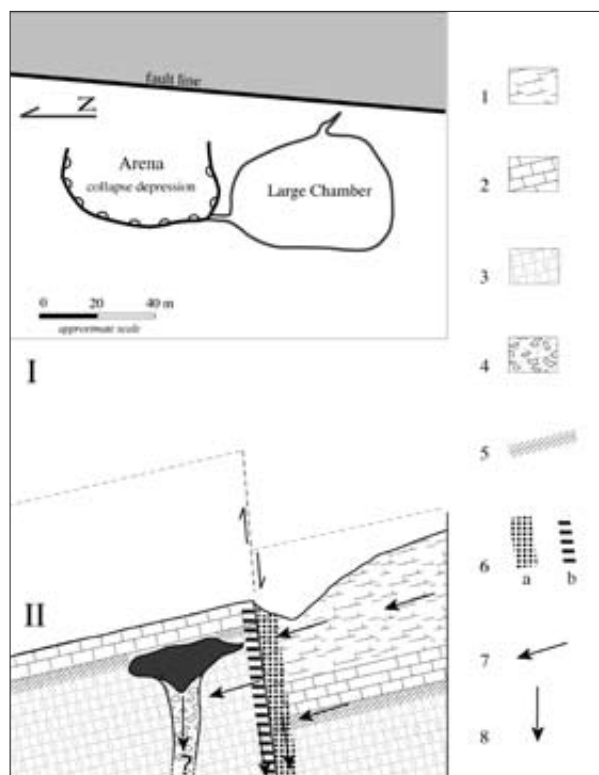 fault line
N
Arena
collapse depression
Large Chamber
0 20 40 m
approximate scale
I
II
?
1
2
3
4
5
6
a b
7
8